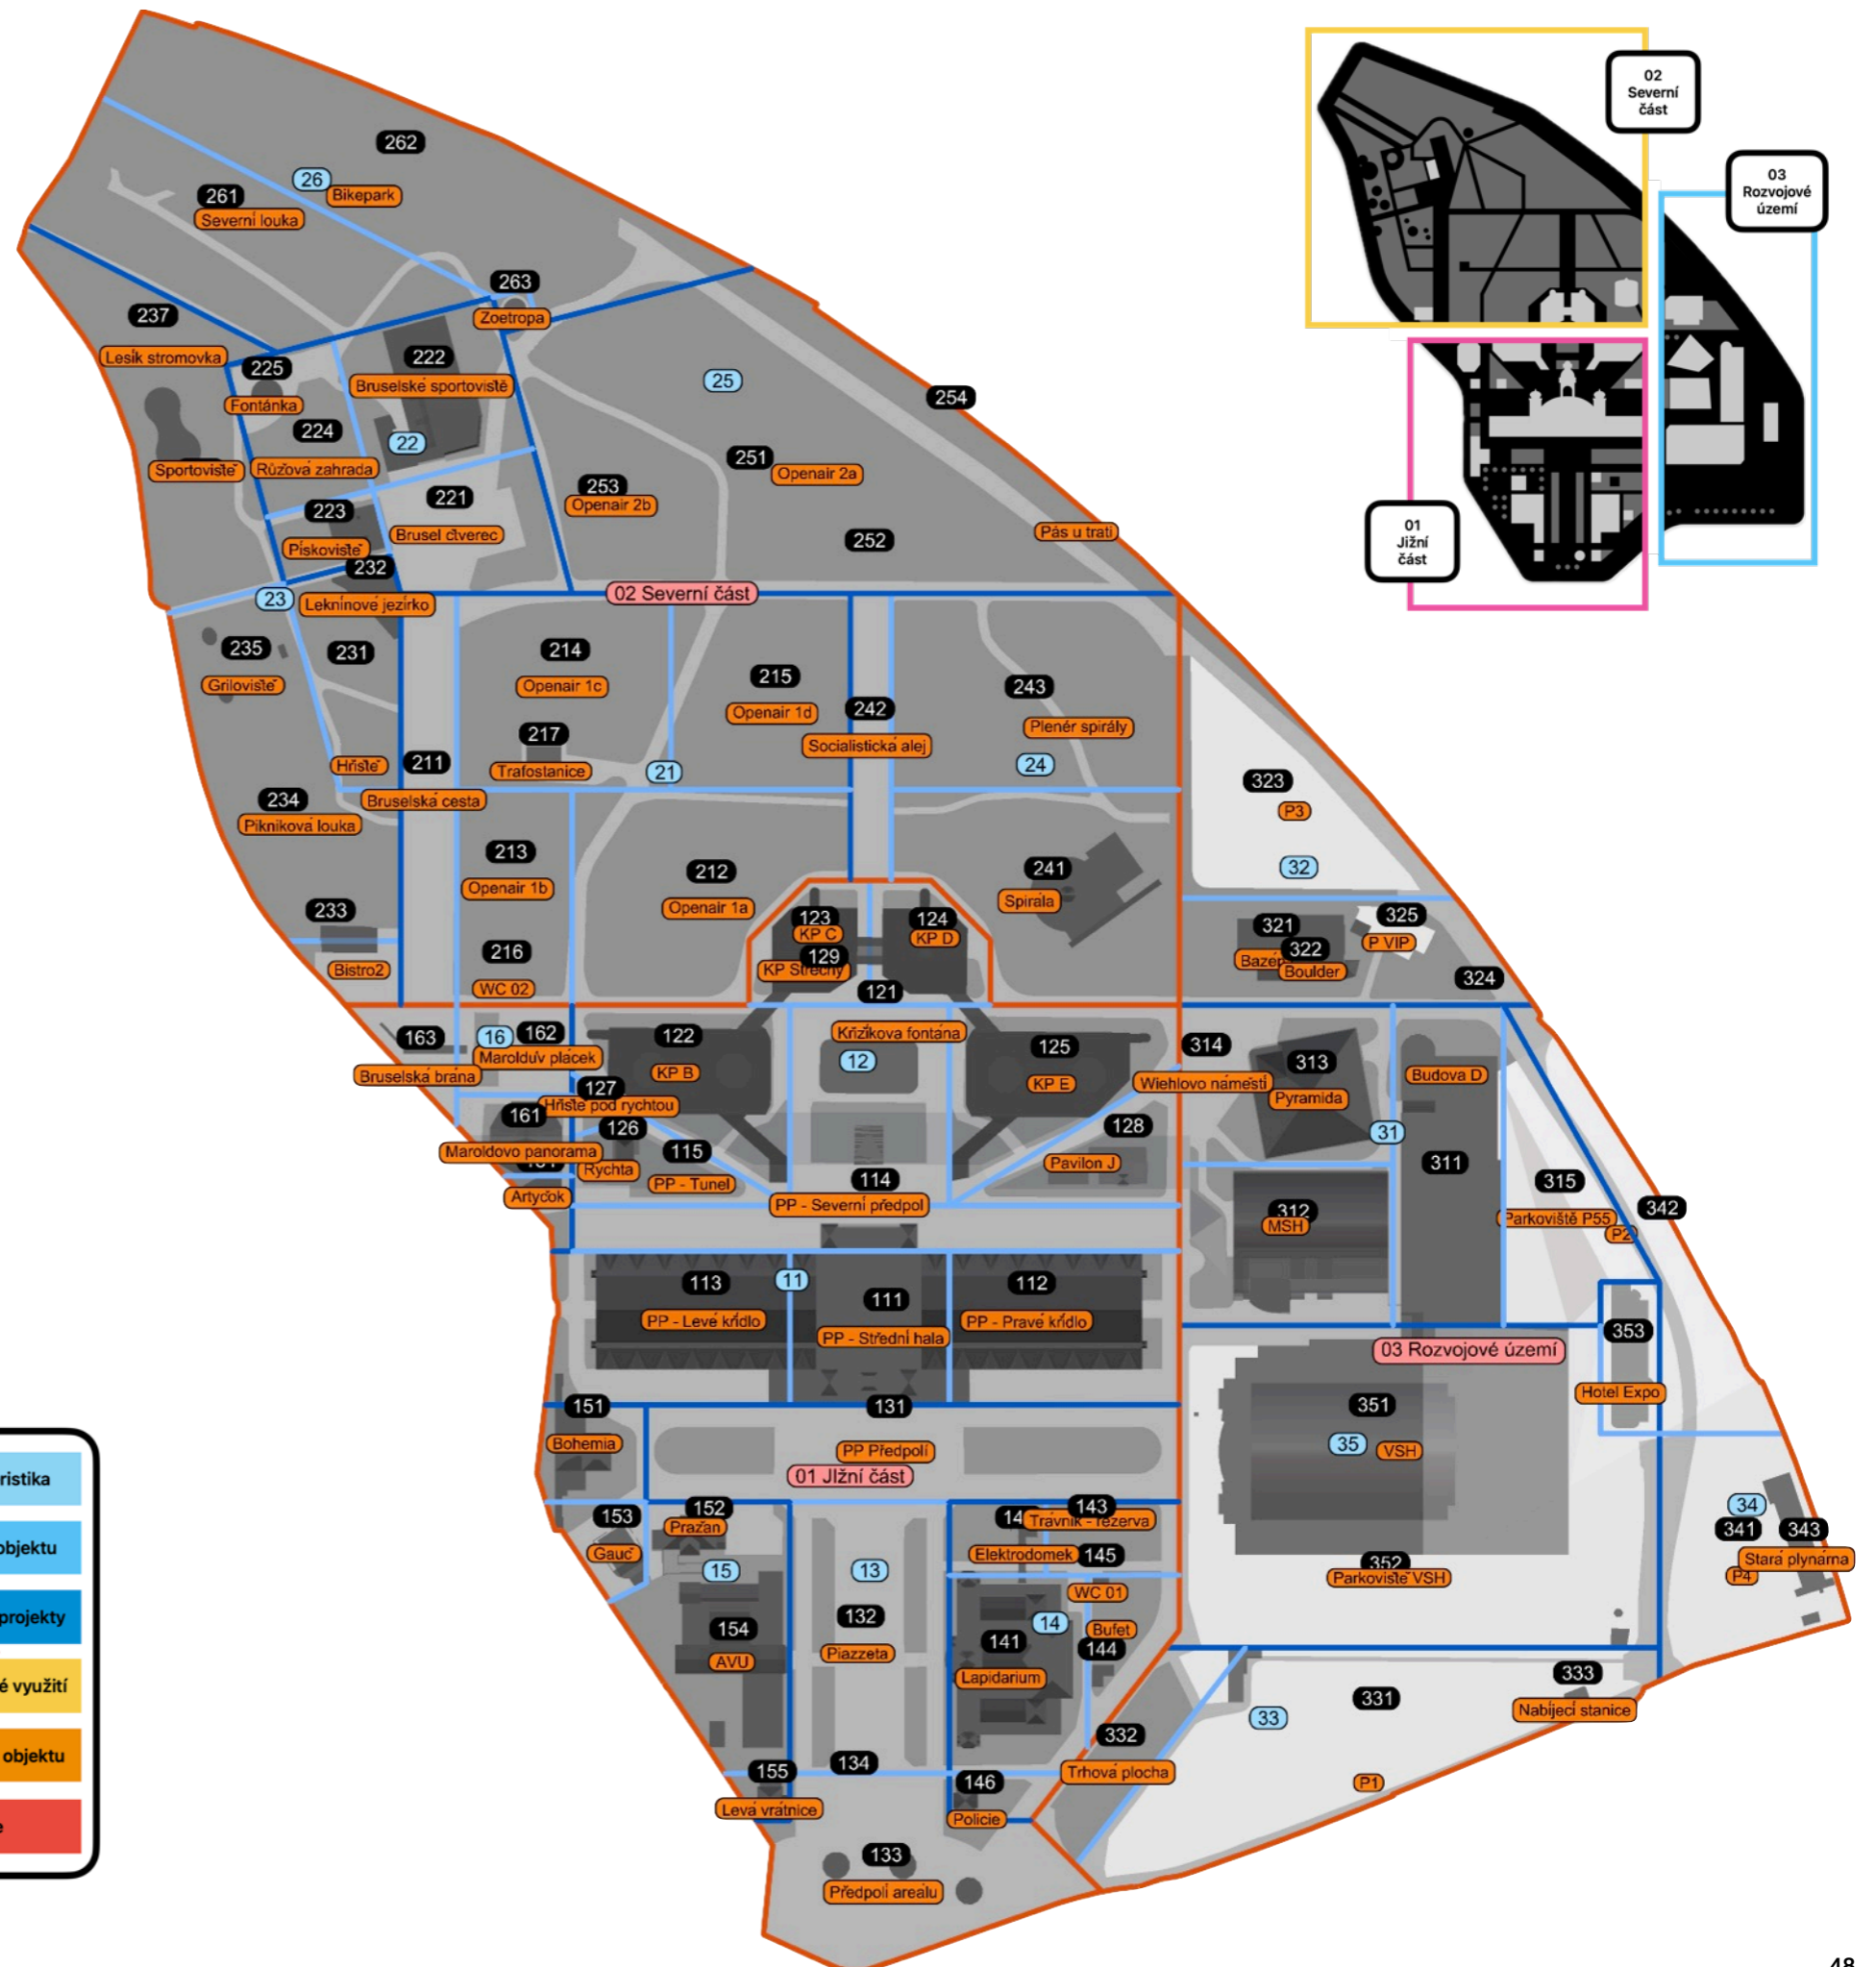 02
Severní
část
03
Rozvojové
území
01
Jižní
část
262
26
Bikepark
261
Severní louka
263
Zoetropa
237
Lesík stromovka
225
Fontánka
222
Bruselské sportoviště
25
254
224
22
Sportoviště
Růžová zahrada
251
Openair 2a
253
Openair 2b
221
223
Brusel čtverec
Pískoviště
Pás u trati
252
232
23
Leknínové jezírko
02 Severní část
235
Griloviště
231
214
Openair 1c
215
Openair 1d
243
Plenér spirály
242
Socialistická alej
217
Trafostanice
21
24
Hřiště
211
Bruselská cesta
234
Pikniková louka
323
P3
32
213
Openair 1b
212
Openair 1a
241
Spirála
233
Bistro2
216
WC 02
123
KP C
124
KP D
129
KP Střechy
121
321
322
Boulder
325
P VIP
324
163
Bruselská brána
16
162
Maroldův plácek
122
KP B
Křižíkova fontána
12
125
KP E
314
Wiehlovo náměstí
313
Pyramida
Budova D
127
Hřiště pod rychtou
161
126
Maroldovo panorama
Rychta
115
PP - Tunel
128
Pavilon J
31
311
Artyčok
114
PP - Severní předpol
312
MSH
315
Parkoviště P55
P2
342
113
11
111
112
PP - Levé křídlo
PP - Střední hala
PP - Pravé křídlo
353
03 Rozvojové území
Hotel Expo
151
131
351
Bohemia
PP Předpolí
35
VSH
01 Jižní část
153
Gauč
152
Pražan
143
Trávník - rezerva
Elektrodomek
145
15
13
352
Parkoviště VSH
34
341
343
Stará plynárna
P4
WC 01
132
Piazzeta
154
AVU
14
141
Bufet
144
Lapidarium
331
333
Nabíjecí stanice
33
332
Trhová plocha
134
155
Levá vrátnice
146
Policie
P1
133
Předpolí areálu
ristika
objektu
projekty
é využití
objektu
e
48